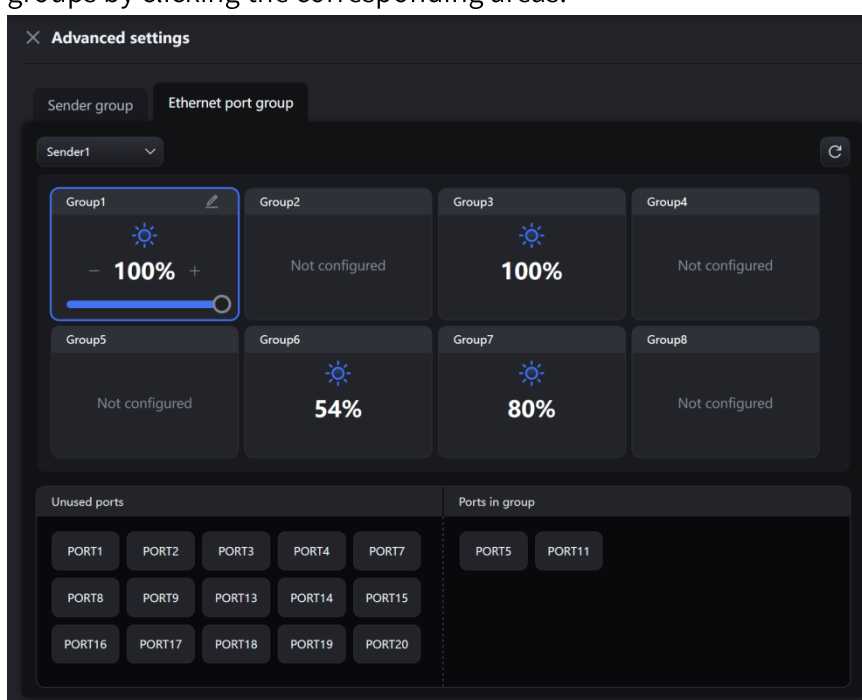 groups by clicking the corresponding areas.
Advanced settings
Sender group Ethernet port group
Sender1
Group1 Group2 Group3 Group4
− 100% + Not configured 100% Not configured
Group5 Group6 Group7 Group8
Not configured 54% 80% Not configured
Unused ports Ports in group
PORT1 PORT2 PORT3 PORT4 PORT7 PORT5 PORT11
PORT8 PORT9 PORT13 PORT14 PORT15
PORT16 PORT17 PORT18 PORT19 PORT20